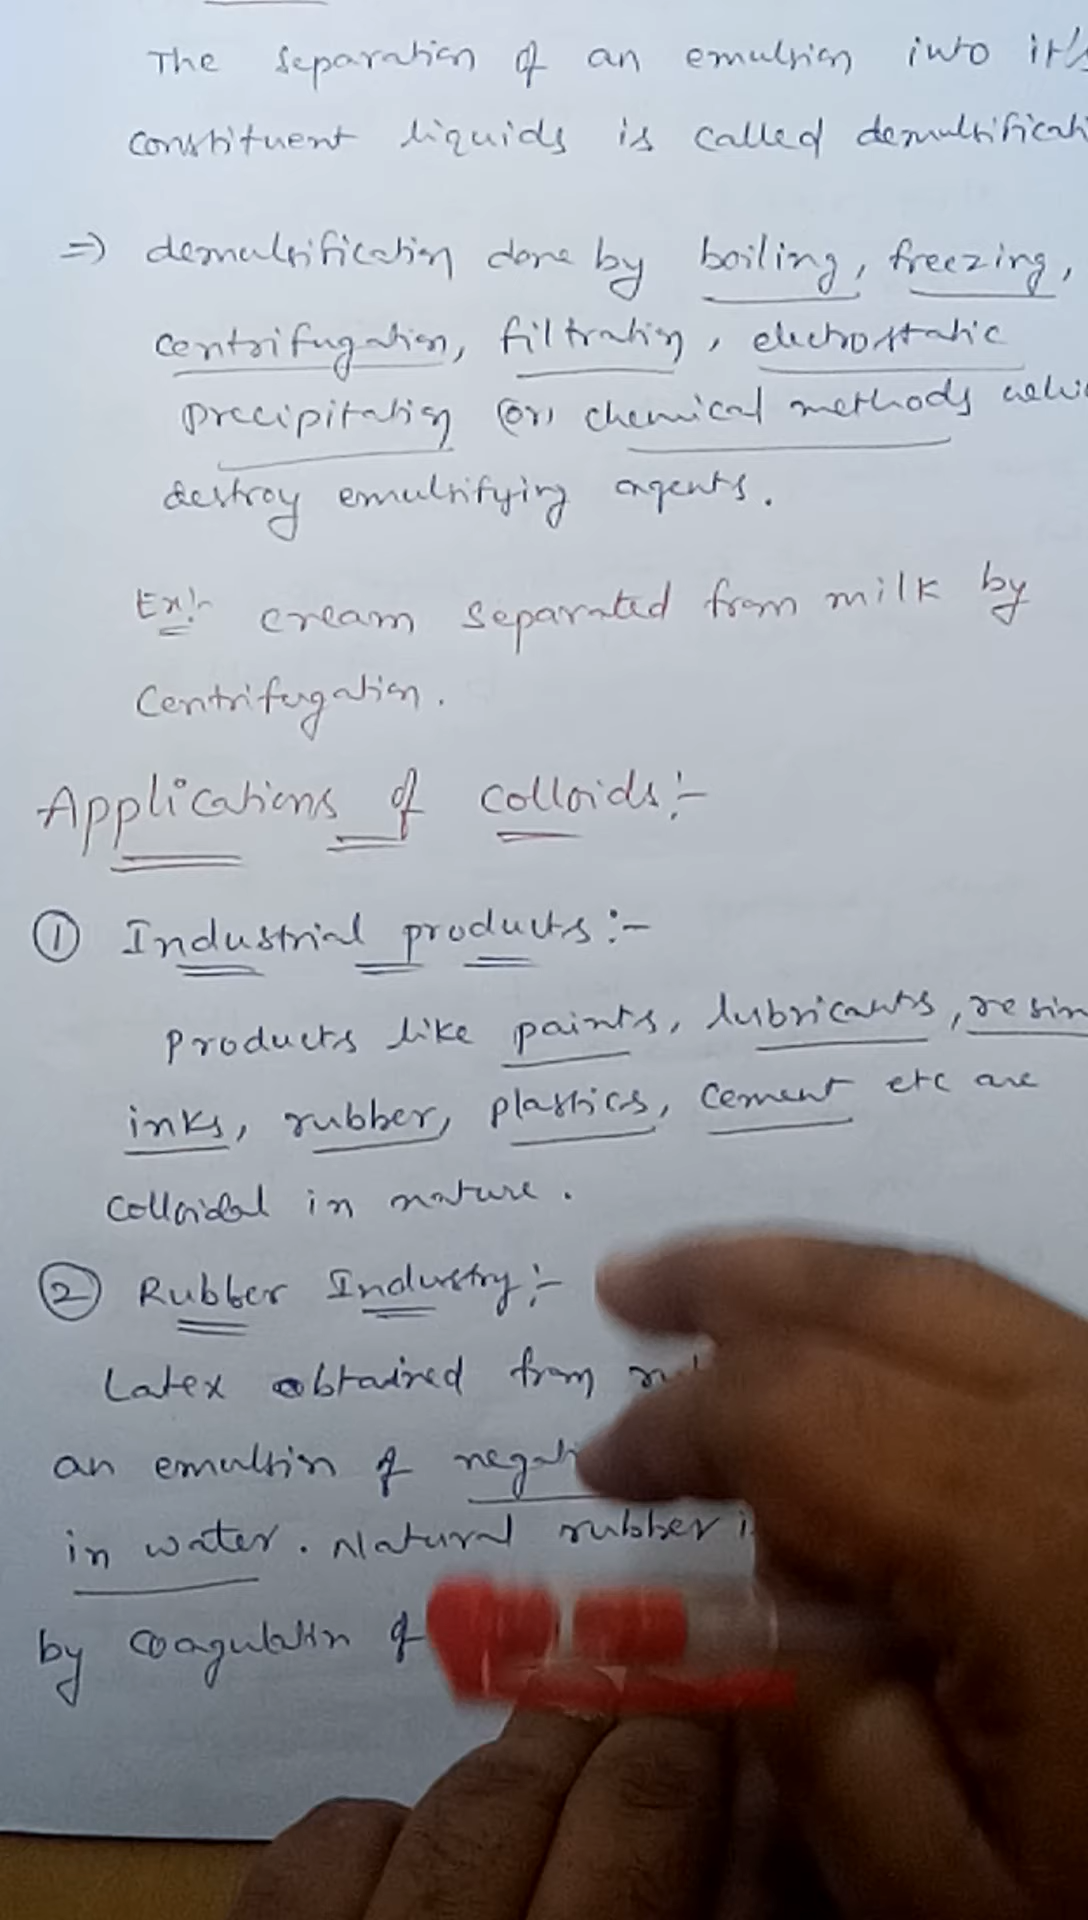 The separation of an emulsion into it's
constituent liquids is called demulsificati
=> demulsification done by boiling, freezing,
centrifugation, filtration, electrostatic
precipitation (or) chemical methods
destroy emulsifying agents.
Ex:- cream separated from milk by
centrifugation.
Applications of colloids:-
① Industrial products:-
Products like paints, lubricants, resin
inks, rubber, plastics, cement etc are
colloidal in nature.
② Rubber Industry:-
Latex obtained from
an emulsion of negati
in water. Natural rubber i
by coagulation of